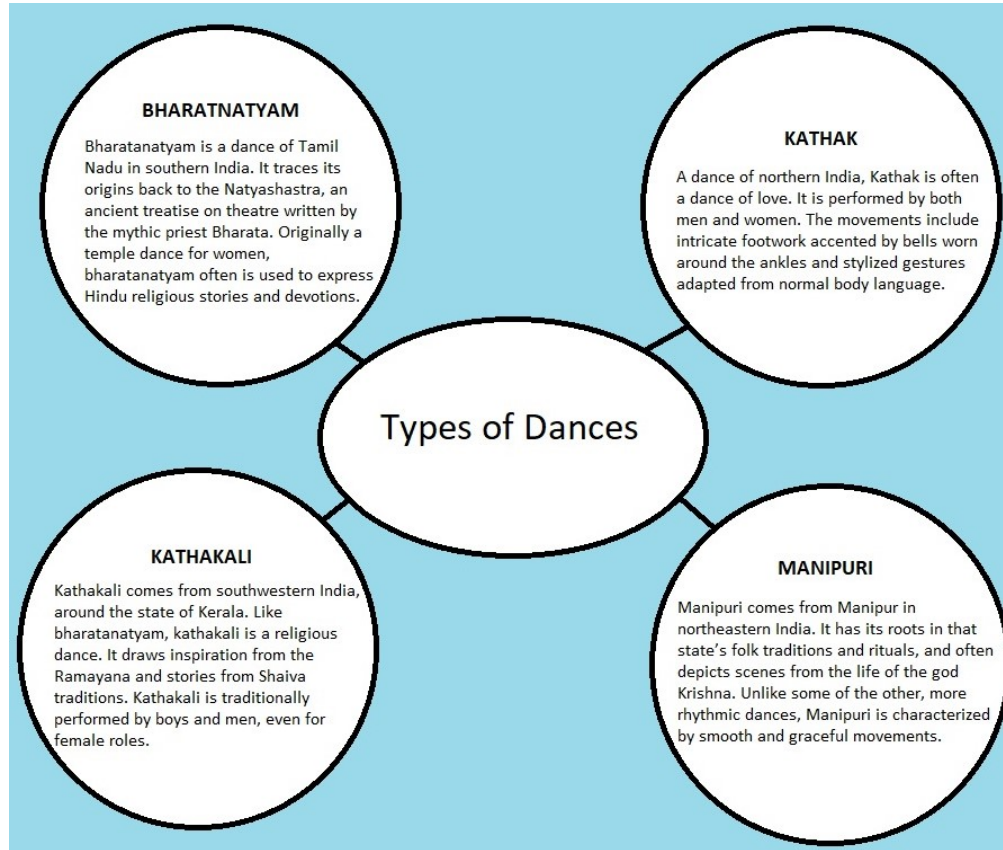 BHARATNATYAM
Bharatanatyam is a dance of Tamil
Nadu in southern India. It traces its
origins back to the Natyashastra, an
ancient treatise on theatre written by
the mythic priest Bharata. Originally a
temple dance for women,
bharatanatyam often is used to express
Hindu religious stories and devotions.
KATHAK
A dance of northern India, Kathak is often
a dance of love. It is performed by both
men and women. The movements include
intricate footwork accented by bells worn
around the ankles and stylized gestures
adapted from normal body language.
Types of Dances
KATHAKALI
Kathakali comes from southwestern India,
around the state of Kerala. Like
bharatanatyam, kathakali is a religious
dance. It draws inspiration from the
Ramayana and stories from Shaiva
traditions. Kathakali is traditionally
performed by boys and men, even for
female roles.
MANIPURI
Manipuri comes from Manipur in
northeastern India. It has its roots in that
state’s folk traditions and rituals, and often
depicts scenes from the life of the god
Krishna. Unlike some of the other, more
rhythmic dances, Manipuri is characterized
by smooth and graceful movements.